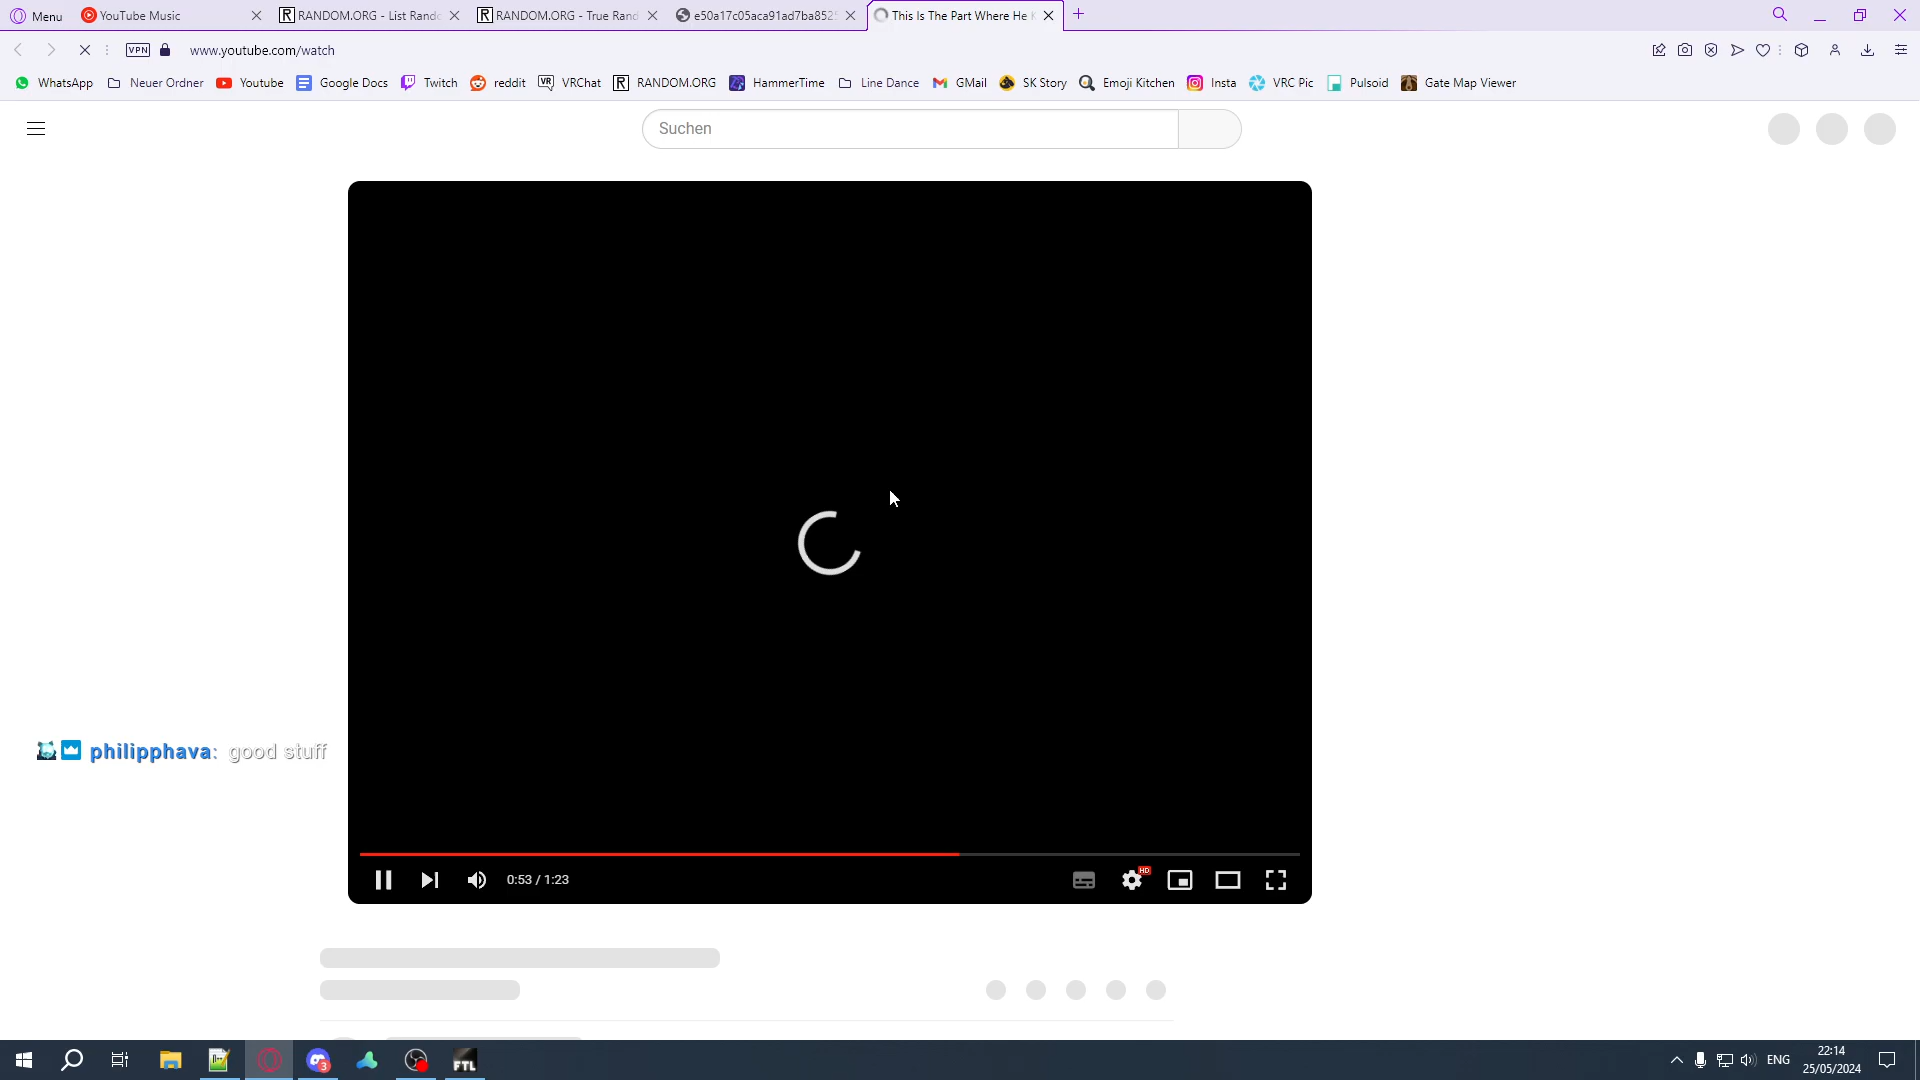 Menu
YouTube Music
RANDOM.ORG - List Rando
RANDOM.ORG - True Rand
e50a17c05aca91ad7ba852
This Is The Part Where He K
VPN
www.youtube.com/watch
WhatsApp
Neuer Ordner
Youtube
Google Docs
Twitch
reddit
VR VRChat
RANDOM.ORG
HammerTime
Line Dance
GMail
SK Story
Emoji Kitchen
Insta
VRC Pic
Pulsoid
Gate Map Viewer
Suchen
philipphava: good stuff
0:53 / 1:23
HD
3
FTL
ENG
22:14
25/05/2024